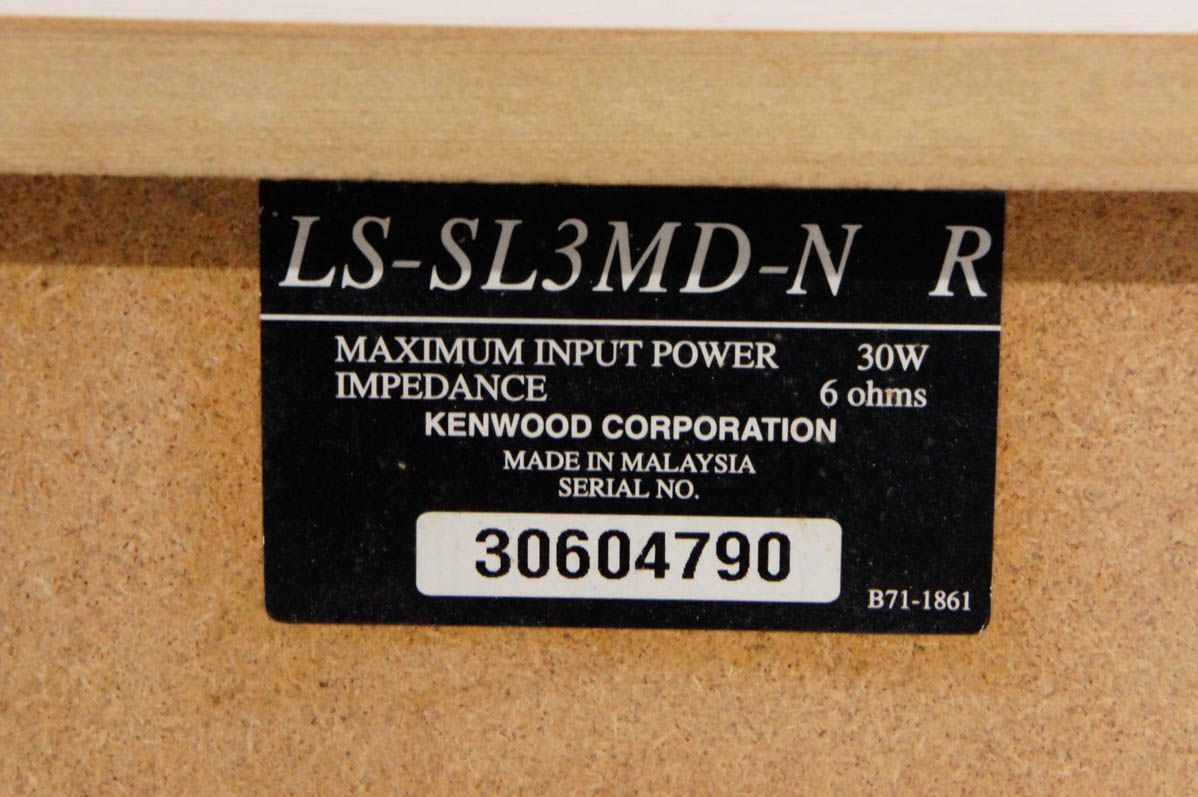 LS-SL3MD-N R
MAXIMUM INPUT POWER 30W
IMPEDANCE 6 ohms
KENWOOD CORPORATION
MADE IN MALAYSIA
SERIAL NO.
30604790
B71-1861